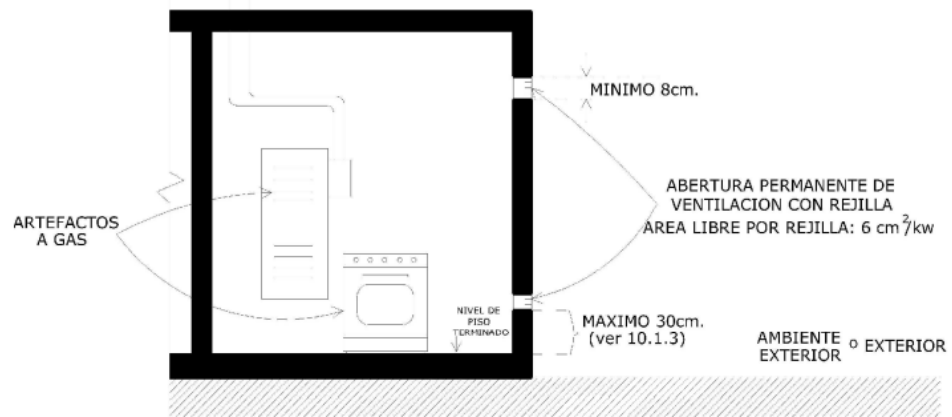 MINIMO 8cm.
ABERTURA PERMANENTE DE
VENTILACION CON REJILLA
AREA LIBRE POR REJILLA: 6 cm²/kw
ARTEFACTOS
A GAS
NIVEL DE
PISO
TERMINADO
MAXIMO 30cm.
(ver 10.1.3)
AMBIENTE
EXTERIOR
o EXTERIOR